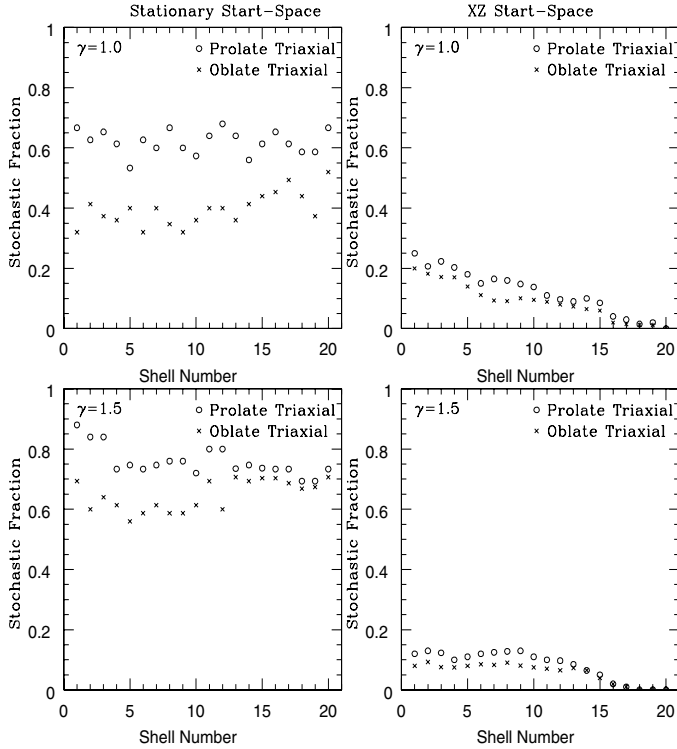 Stationary Start-Space
XZ Start-Space
1
0.8
0.6
0.4
0.2
0
Stochastic Fraction
γ=1.0
Prolate Triaxial
Oblate Triaxial
0 5 10 15 20
Shell Number
1
0.8
0.6
0.4
0.2
0
Stochastic Fraction
γ=1.0
Prolate Triaxial
Oblate Triaxial
0 5 10 15 20
Shell Number
1
0.8
0.6
0.4
0.2
0
Stochastic Fraction
γ=1.5
Prolate Triaxial
Oblate Triaxial
0 5 10 15 20
Shell Number
1
0.8
0.6
0.4
0.2
0
Stochastic Fraction
γ=1.5
Prolate Triaxial
Oblate Triaxial
0 5 10 15 20
Shell Number